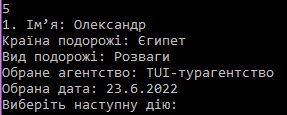 5
1. Ім’я: Олександр
Країна подорожі: Єгипет
Вид подорожі: Розваги
Обране агентство: TUI-турагентство
Обрана дата: 23.6.2022
Виберіть наступну дію: